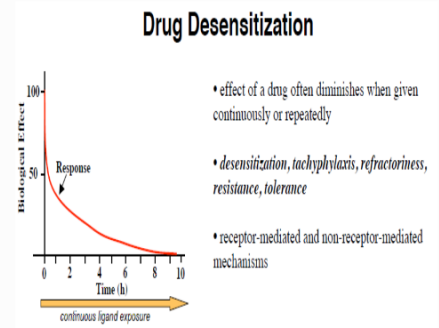 Drug Desensitization
100
50
Biological Effect
Response
0 2 4 6 8 10
Time (h)
continuous ligand exposure
• effect of a drug often diminishes when given
continuously or repeatedly
• desensitization, tachyphylaxis, refractoriness,
resistance, tolerance
• receptor-mediated and non-receptor-mediated
mechanisms